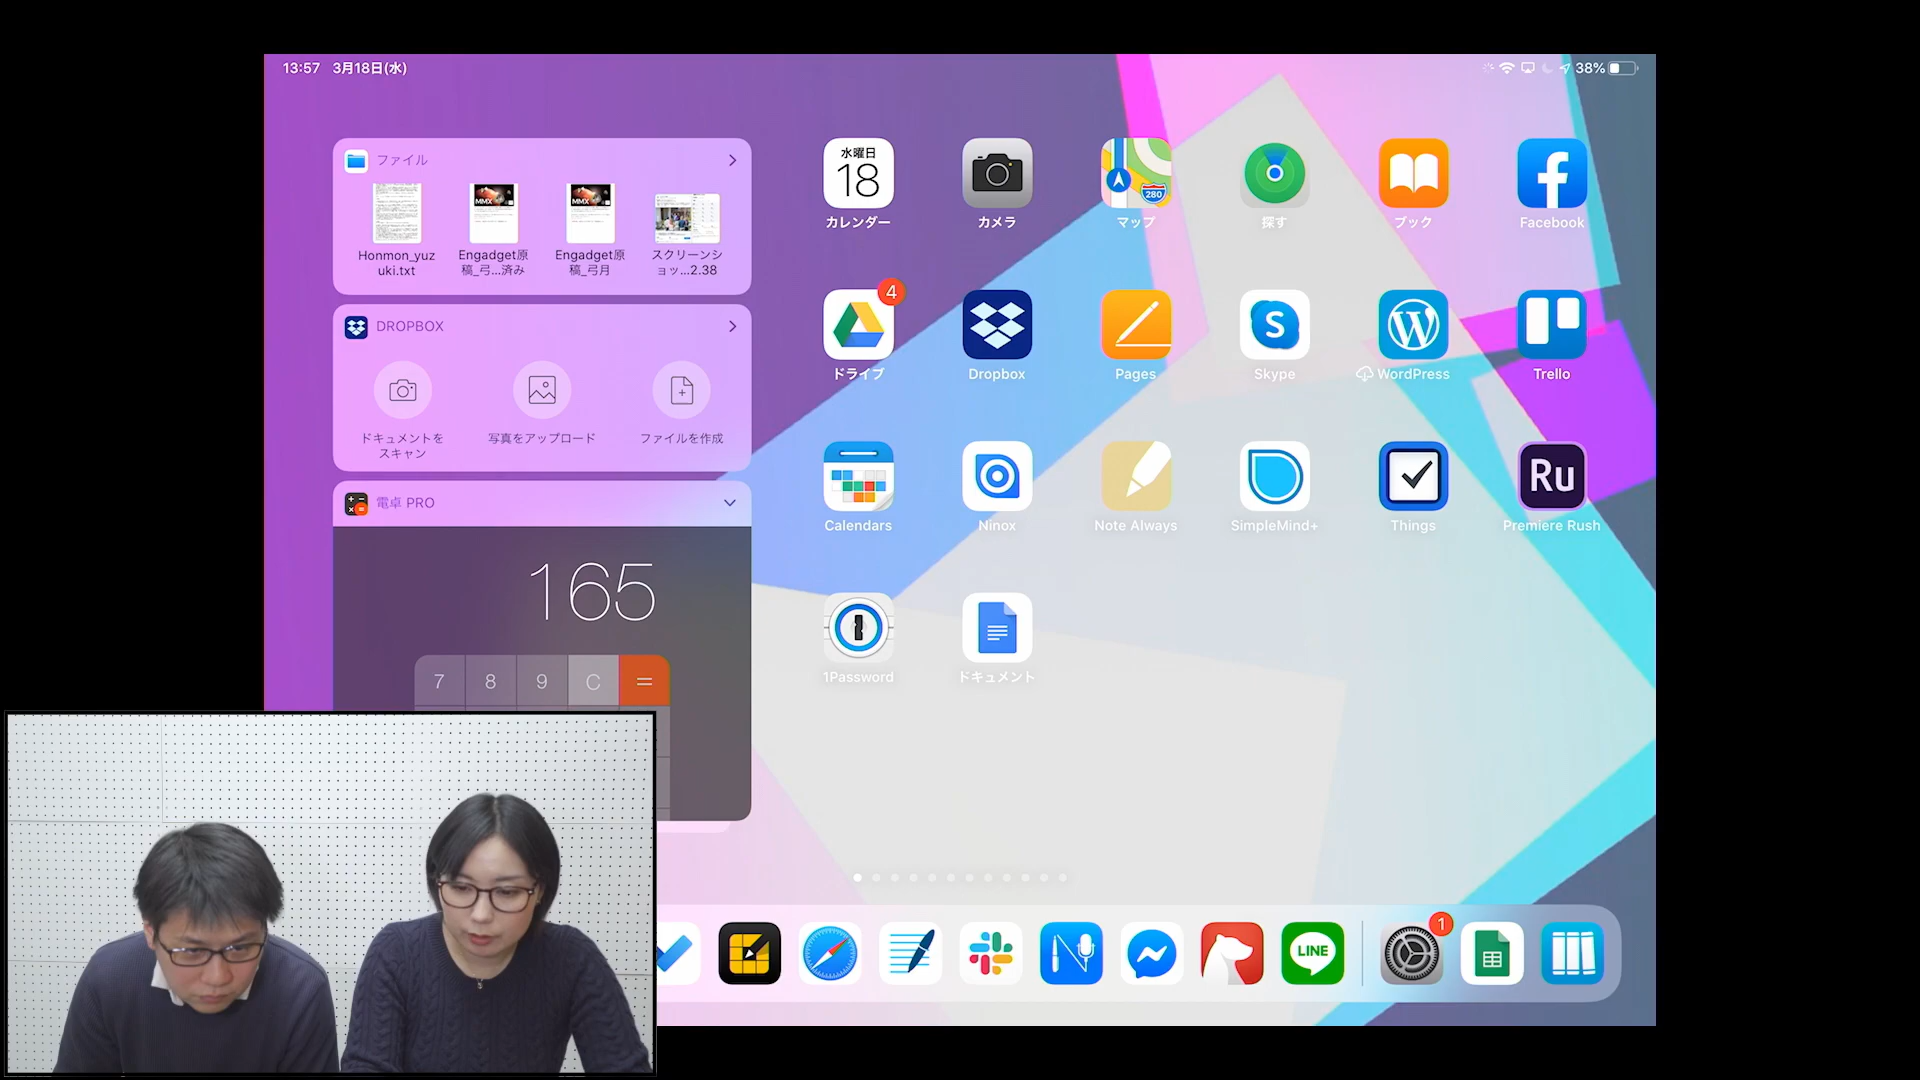 13:57 3月18日(水)
38%
ファイル
Honmon_yuz
uki.txt
Engadget原
稿_弓...済み
Engadget原
稿_弓月
スクリーンシ
ョッ...2.38
MMX
MMX
DROPBOX
ドキュメントを
スキャン
写真をアップロード
ファイルを作成
電卓 PRO
165
7 8 9 C =
水曜日
18
カレンダー
カメラ
280
マップ
探す
ブック
Facebook
4
ドライブ
Dropbox
Pages
S
Skype
WordPress
Trello
Calendars
Ninox
Note Always
SimpleMind+
Things
Ru
Premiere Rush
1Password
ドキュメント
LINE
1